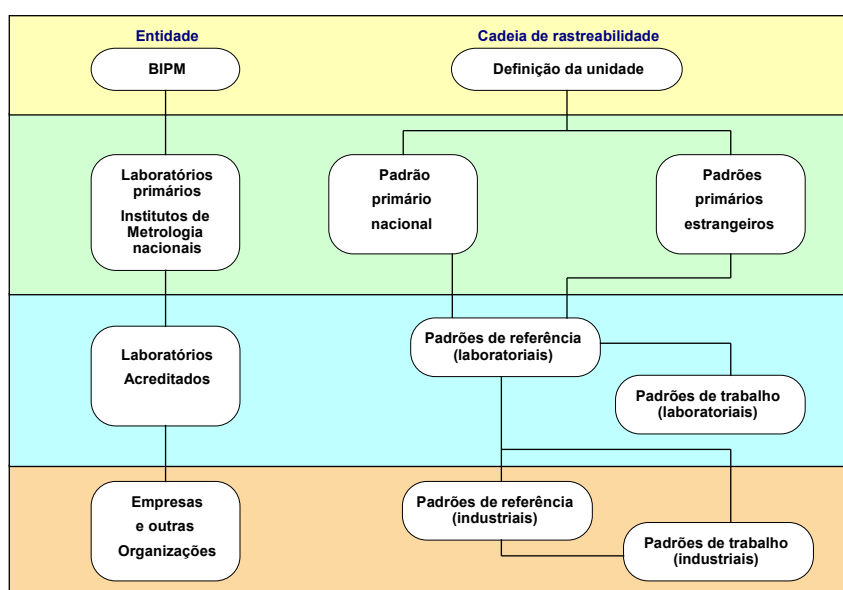 Entidade
Cadeia de rastreabilidade
BIPM
Definição da unidade
Laboratórios
primários
Institutos de
Metrologia
nacionais
Padrão
primário
nacional
Padrões
primários
estrangeiros
Laboratórios
Acreditados
Padrões de referência
(laboratoriais)
Padrões de trabalho
(laboratoriais)
Empresas
e outras
Organizações
Padrões de referência
(industriais)
Padrões de trabalho
(industriais)